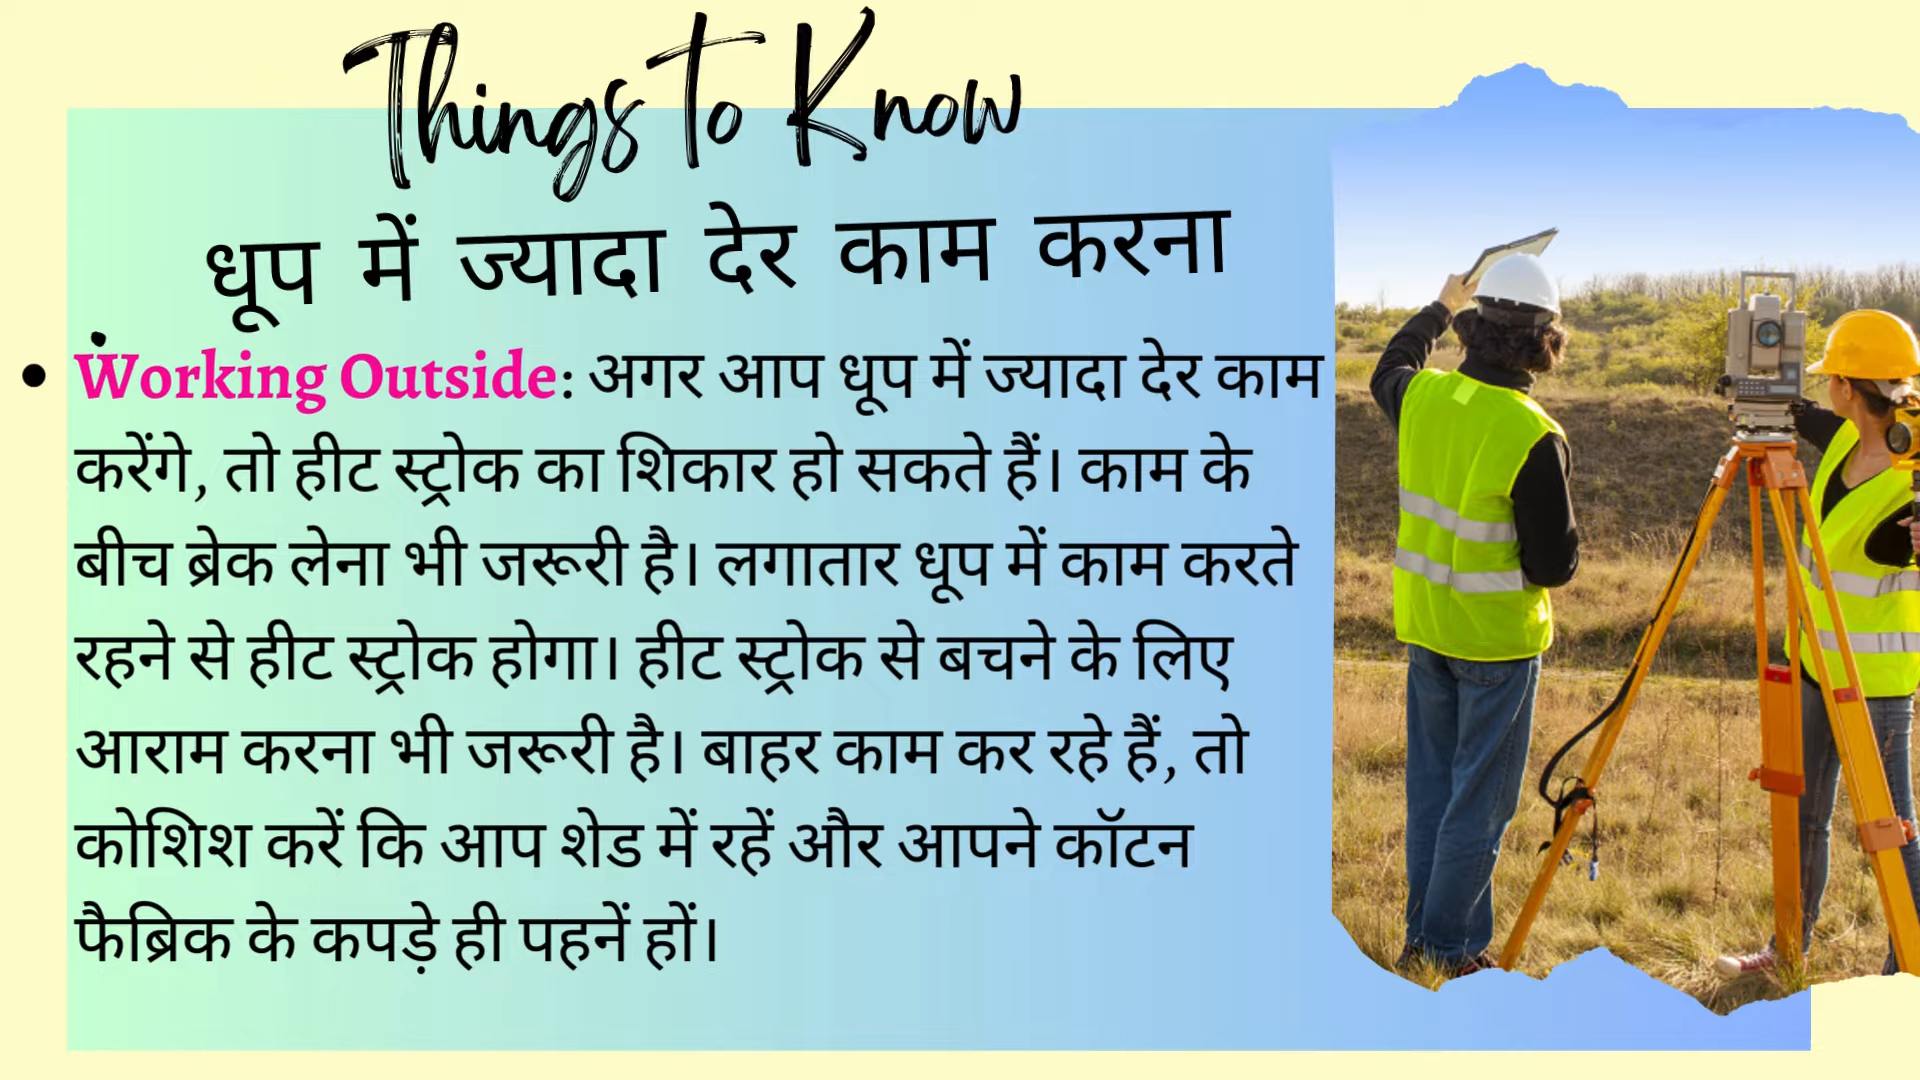 Things to Know
धूप में ज्यादा देर काम करना
Working Outside: अगर आप धूप में ज्यादा देर काम
करेंगे, तो हीट स्ट्रोक का शिकार हो सकते हैं। काम के
बीच ब्रेक लेना भी जरूरी है। लगातार धूप में काम करते
रहने से हीट स्ट्रोक होगा। हीट स्ट्रोक से बचने के लिए
आराम करना भी जरूरी है। बाहर काम कर रहे हैं, तो
कोशिश करें कि आप शेड में रहें और आपने कॉटन
फैब्रिक के कपड़े ही पहनें हों।